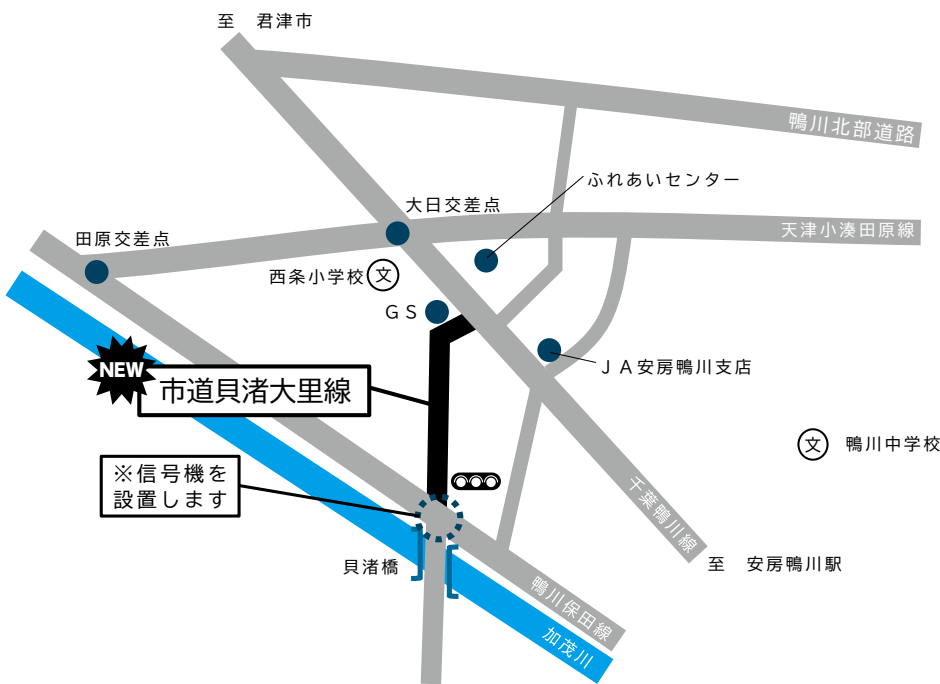 至　君津市
鴨川北部道路
ふれあいセンター
大日交差点
天津小湊田原線
田原交差点
西条小学校 文
ＧＳ
NEW
市道貝渚大里線
ＪＡ安房鴨川支店
文 鴨川中学校
※信号機を
設置します
千葉鴨川線
貝渚橋
至　安房鴨川駅
鴨川保田線
加茂川